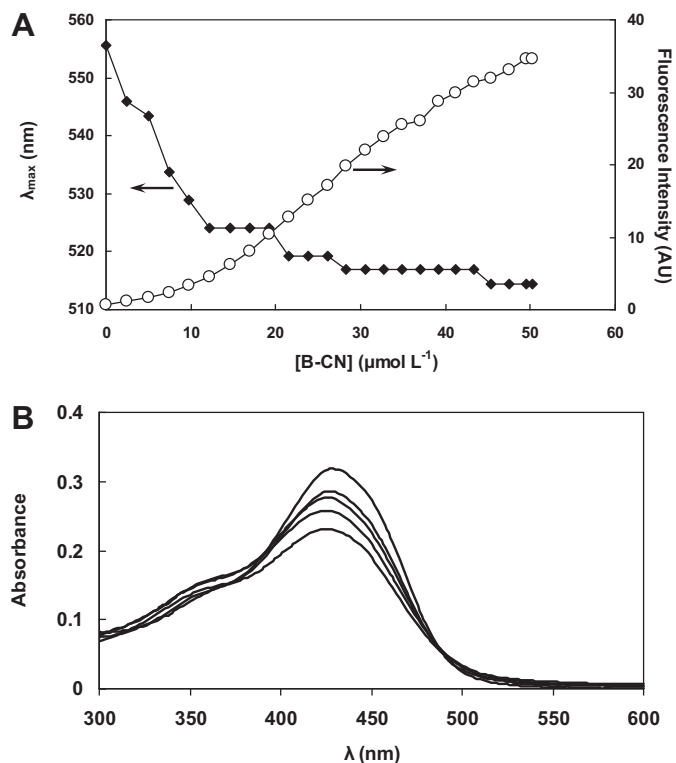 A
560
550
540
530
520
510
λmax (nm)
40
30
20
10
0
Fluorescence Intensity (AU)
0 10 20 30 40 50 60
[B-CN] (µmol L⁻¹)
B
0.4
0.3
0.2
0.1
0
Absorbance
300 350 400 450 500 550 600
λ (nm)